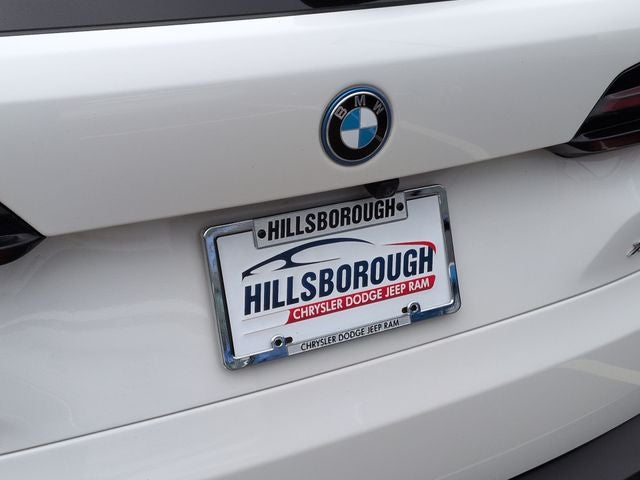 BMW
HILLSBOROUGH
HILLSBOROUGH
CHRYSLER DODGE JEEP RAM
CHRYSLER DODGE JEEP RAM